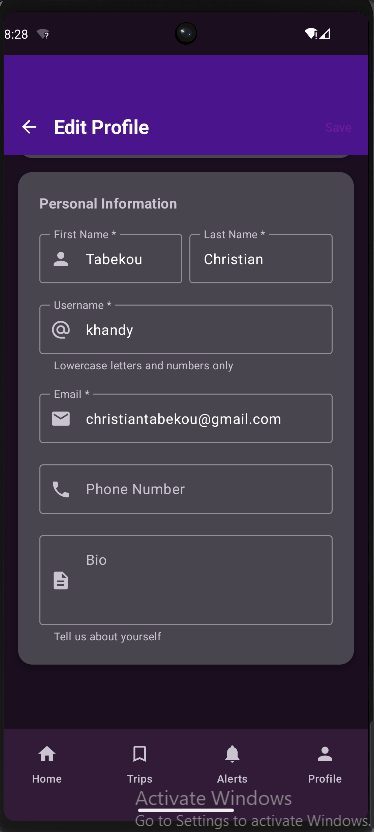 8:28
Edit Profile
Save
Personal Information
First Name *
Last Name *
Tabekou
Christian
Username *
khandy
Lowercase letters and numbers only
Email *
christiantabekou@gmail.com
Phone Number
Bio
Tell us about yourself
Home
Trips
Alerts
Profile
Activate Windows
Go to Settings to activate Windows.